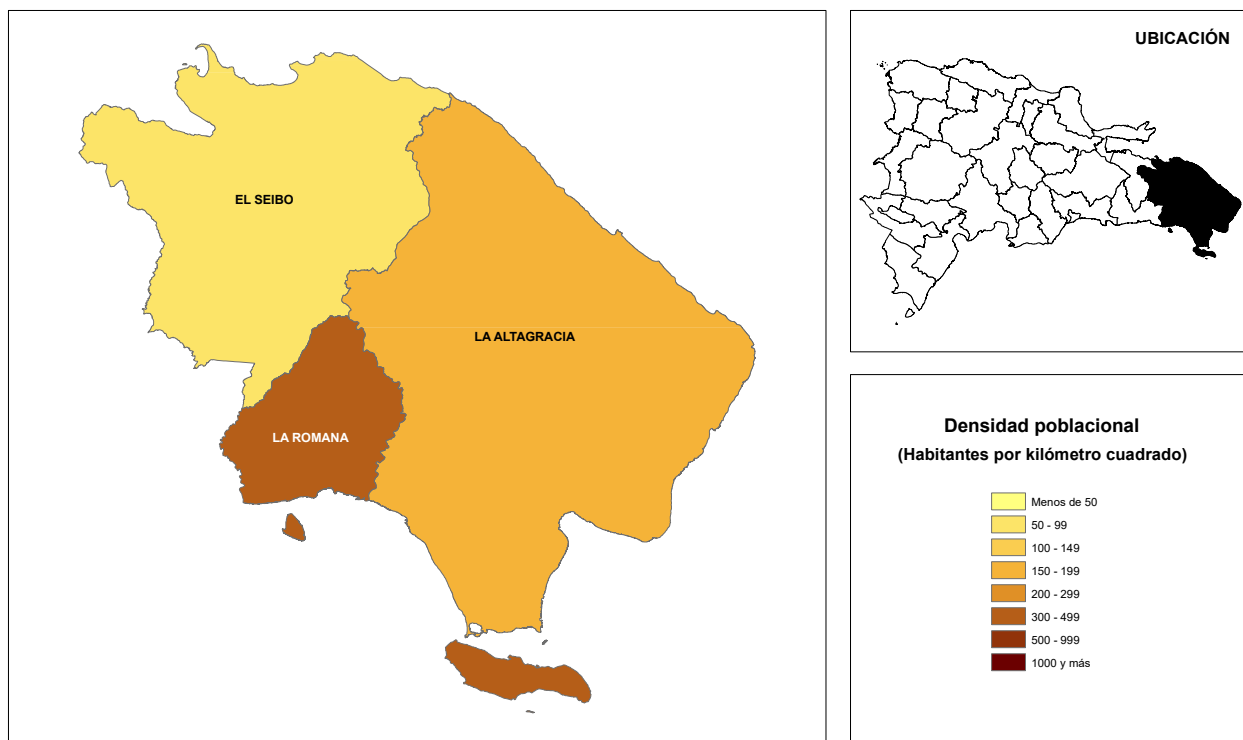 EL SEIBO
LA ALTAGRACIA
LA ROMANA
UBICACIÓN
Densidad poblacional
(Habitantes por kilómetro cuadrado)
Menos de 50
50 - 99
100 - 149
150 - 199
200 - 299
300 - 499
500 - 999
1000 y más